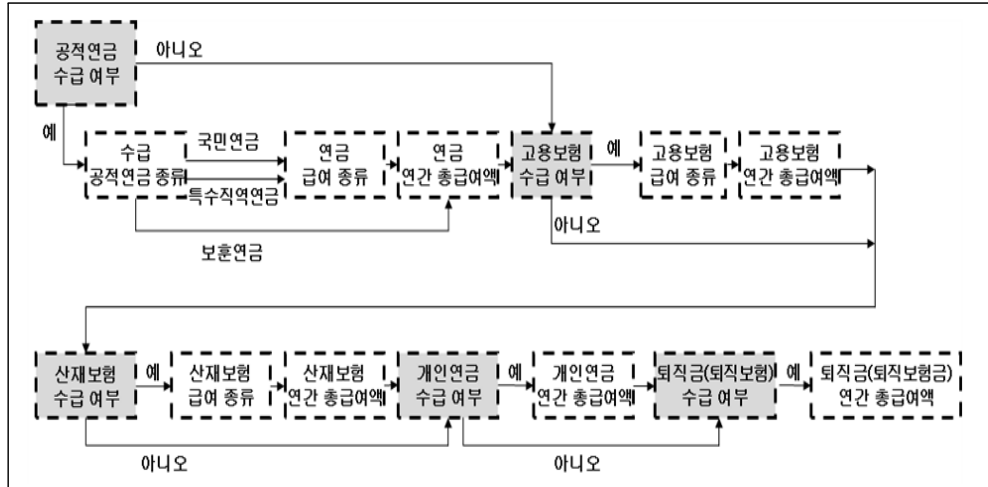 공적연금
수급 여부
아니오
예
수급
공적연금 종류
국민연금
특수직역연금
보훈연금
연금
급여 종류
연금
연간 총급여액
고용보험
수급 여부
예
아니오
고용보험
급여 종류
고용보험
연간 총급여액
산재보험
수급 여부
예
아니오
산재보험
급여 종류
산재보험
연간 총급여액
개인연금
수급 여부
예
아니오
개인연금
연간 총급여액
퇴직금(퇴직보험)
수급 여부
예
퇴직금(퇴직보험금)
연간 총급여액